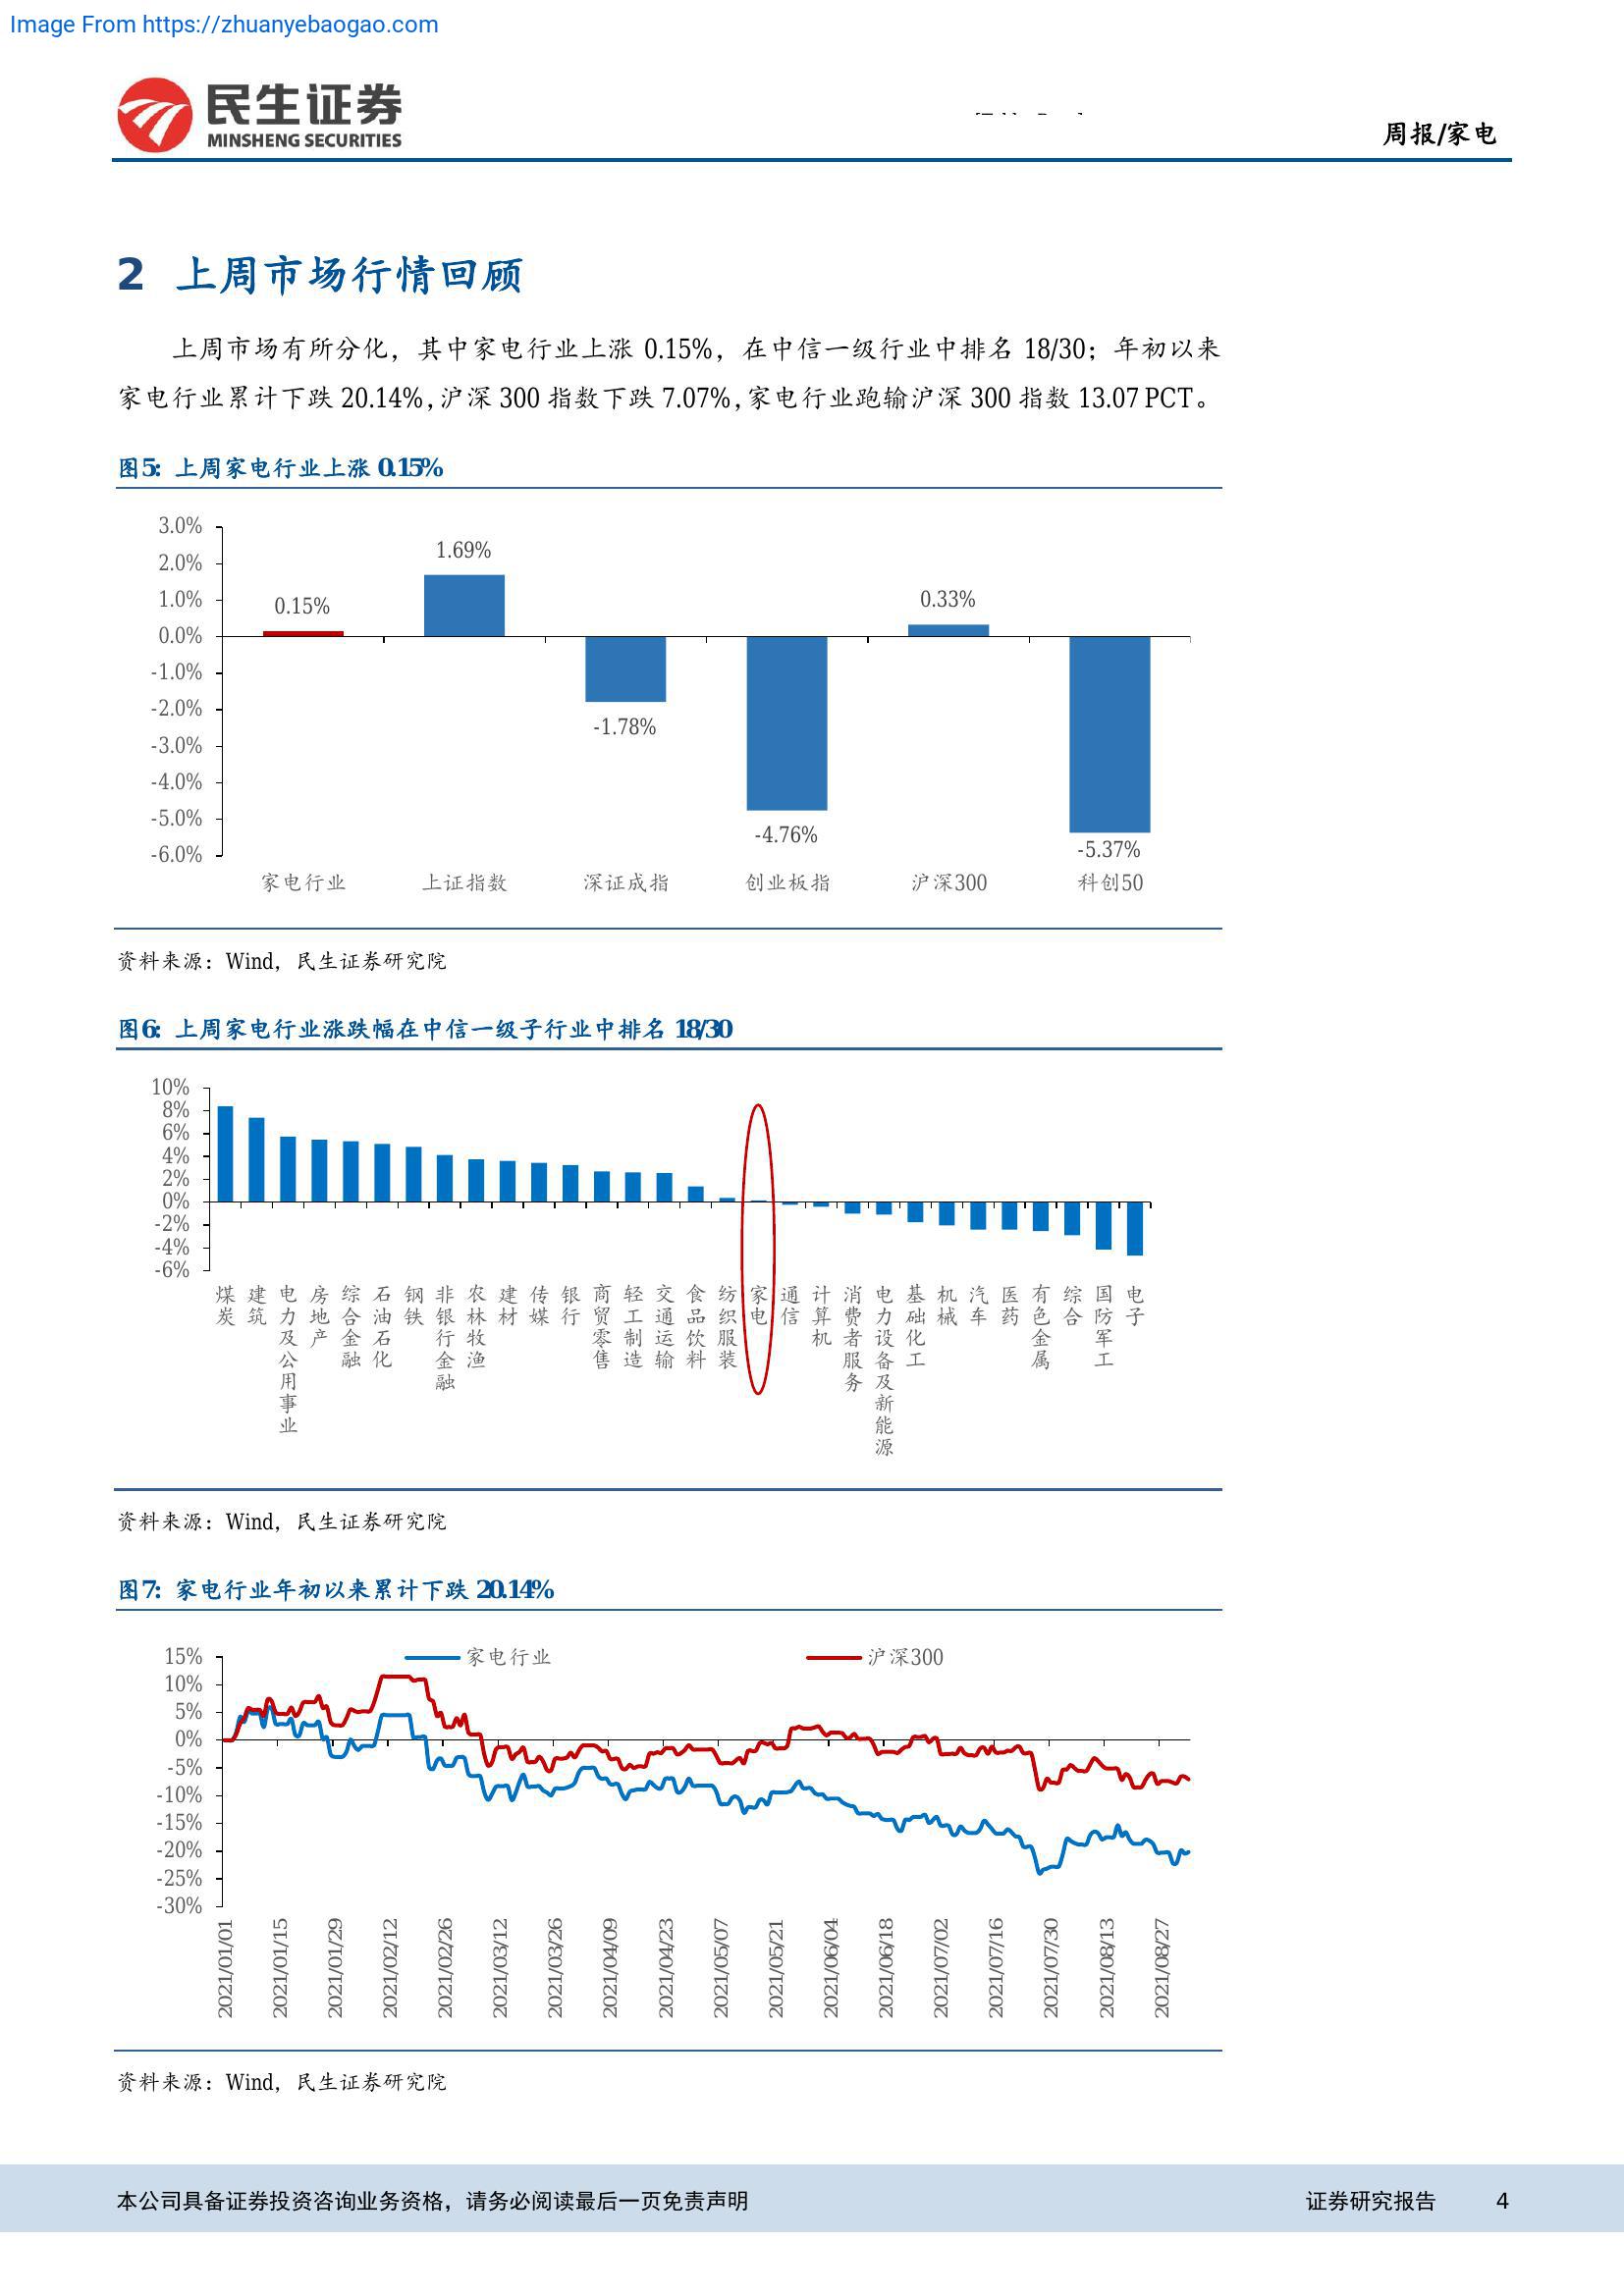 Image From https://zhuanyebaogao.com
民生证券
MINSHENG SECURITIES
周报/家电
2 上周市场行情回顾
上周市场有所分化，其中家电行业上涨 0.15%，在中信一级行业中排名 18/30；年初以来
家电行业累计下跌 20.14%，沪深 300 指数下跌 7.07%，家电行业跑输沪深 300 指数 13.07 PCT。
图5: 上周家电行业上涨 0.15%
3.0%
2.0%
1.0%
0.0%
-1.0%
-2.0%
-3.0%
-4.0%
-5.0%
-6.0%
0.15%
1.69%
-1.78%
-4.76%
0.33%
-5.37%
家电行业 上证指数 深证成指 创业板指 沪深300 科创50
资料来源：Wind，民生证券研究院
图6: 上周家电行业涨跌幅在中信一级子行业中排名 18/30
10%
8%
6%
4%
2%
0%
-2%
-4%
-6%
煤炭
建筑
电力及公用事业
房地产
综合金融
石油石化
钢铁
非银行金融
农林牧渔
建材
传媒
银行
商贸零售
轻工制造
交通运输
食品饮料
纺织服装
家电
通信
计算机
消费者服务
电力设备及新能源
基础化工
机械
汽车
医药
有色金属
综合
国防军工
电子
资料来源：Wind，民生证券研究院
图7: 家电行业年初以来累计下跌 20.14%
家电行业 沪深300
15%
10%
5%
0%
-5%
-10%
-15%
-20%
-25%
-30%
2021/01/01
2021/01/15
2021/01/29
2021/02/12
2021/02/26
2021/03/12
2021/03/26
2021/04/09
2021/04/23
2021/05/07
2021/05/21
2021/06/04
2021/06/18
2021/07/02
2021/07/16
2021/07/30
2021/08/13
2021/08/27
资料来源：Wind，民生证券研究院
本公司具备证券投资咨询业务资格，请务必阅读最后一页免责声明 证券研究报告 4